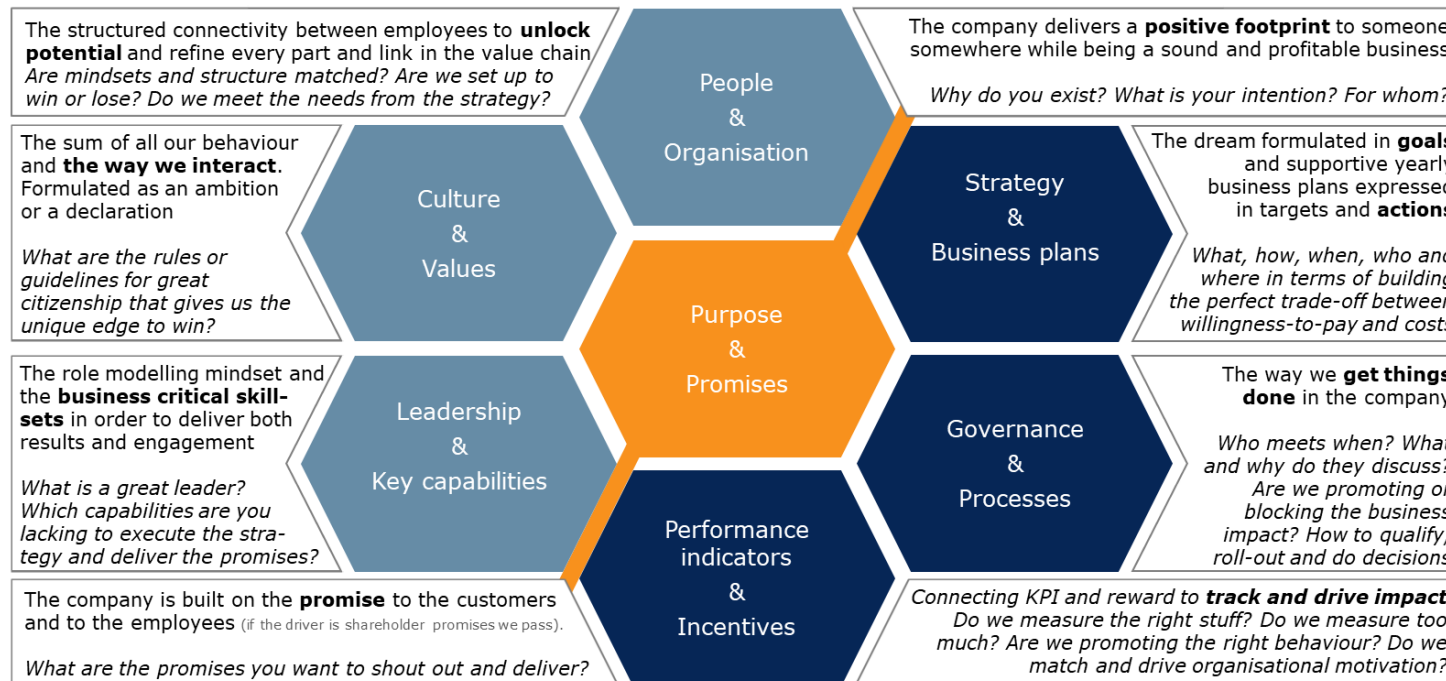 The structured connectivity between employees to unlock
potential and refine every part and link in the value chain
Are mindsets and structure matched? Are we set up to
win or lose? Do we meet the needs from the strategy?
People
&
Organisation
The company delivers a positive footprint to someone
somewhere while being a sound and profitable business
Why do you exist? What is your intention? For whom?
The sum of all our behaviour
and the way we interact.
Formulated as an ambition
or a declaration
What are the rules or
guidelines for great
citizenship that gives us the
unique edge to win?
Culture
&
Values
Strategy
&
Business plans
The dream formulated in goals
and supportive yearly
business plans expressed
in targets and actions
What, how, when, who and
where in terms of building
the perfect trade-off between
willingness-to-pay and costs
Purpose
&
Promises
The role modelling mindset and
the business critical skill-
sets in order to deliver both
results and engagement
What is a great leader?
Which capabilities are you
lacking to execute the stra-
tegy and deliver the promises?
Leadership
&
Key capabilities
Governance
&
Processes
The way we get things
done in the company
Who meets when? What
and why do they discuss?
Are we promoting or
blocking the business
impact? How to qualify,
roll-out and do decisions
Performance
indicators
&
Incentives
The company is built on the promise to the customers
and to the employees (if the driver is shareholder promises we pass).
What are the promises you want to shout out and deliver?
Connecting KPI and reward to track and drive impact
Do we measure the right stuff? Do we measure too
much? Are we promoting the right behaviour? Do we
match and drive organisational motivation?